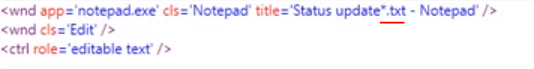 <wnd app='notepad.exe' cls='Notepad' title='Status update*.txt - Notepad' />
<wnd cls='Edit' />
<ctrl role='editable text' />